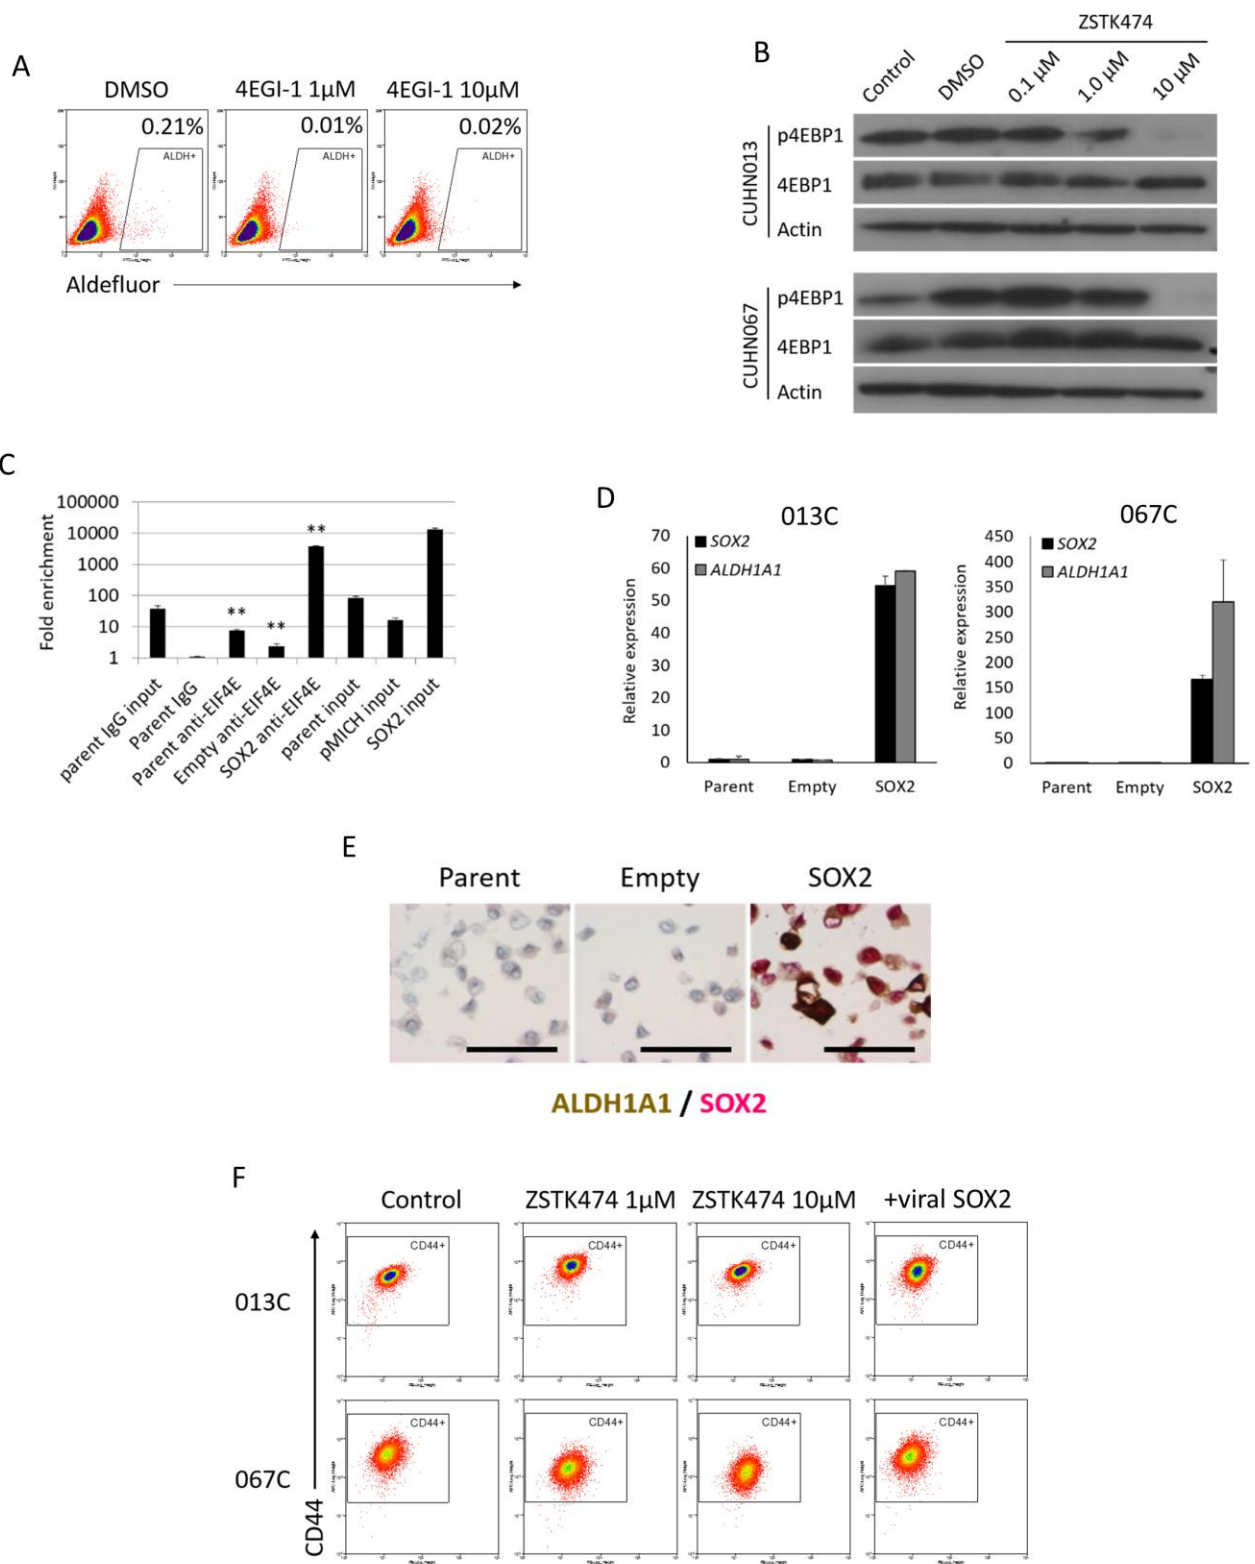 A
DMSO
4EGI-1 1µM
4EGI-1 10µM
0.21%
0.01%
0.02%
ALDH+
ALDH+
ALDH+
Aldefluor
B
ZSTK474
Control
DMSO
0.1 µM
1.0 µM
10 µM
CUHN013
p4EBP1
4EBP1
Actin
CUHN067
p4EBP1
4EBP1
Actin
C
Fold enrichment
100000
10000
1000
100
10
1
**
**
**
parent IgG input
Parent IgG
Parent anti-EIF4E
Empty anti-EIF4E
SOX2 anti-EIF4E
parent input
pMICH input
SOX2 input
D
013C
Relative expression
70
60
50
40
30
20
10
0
SOX2
ALDH1A1
Parent
Empty
SOX2
067C
Relative expression
450
400
350
300
250
200
150
100
50
0
SOX2
ALDH1A1
Parent
Empty
SOX2
E
Parent
Empty
SOX2
ALDH1A1 / SOX2
F
Control
ZSTK474 1µM
ZSTK474 10µM
+viral SOX2
013C
CD44+
CD44+
CD44+
CD44+
067C
CD44+
CD44+
CD44+
CD44+
CD44